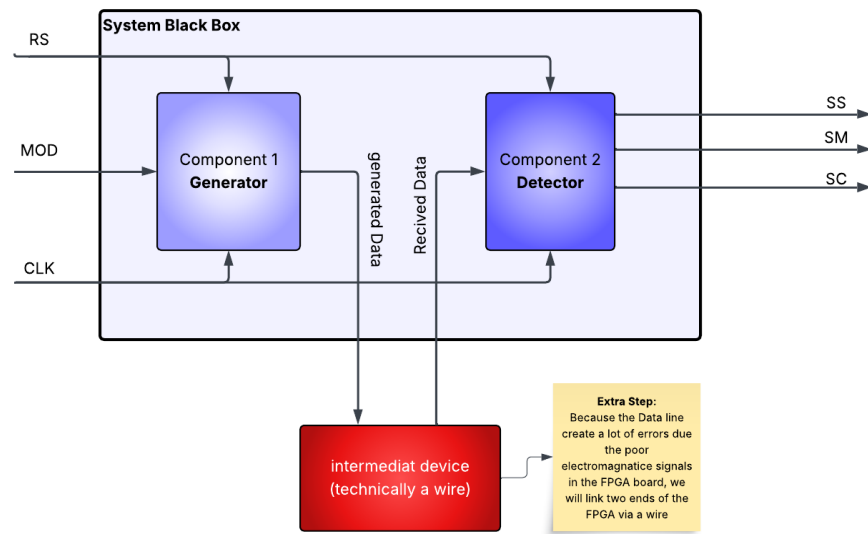 System Black Box
RS
MOD
CLK
Component 1
Generator
generated Data
Recived Data
Component 2
Detector
SS
SM
SC
intermediat device
(technically a wire)
Extra Step:
Because the Data line
create a lot of errors due
the poor
electromagnatice signals
in the FPGA board, we
will link two ends of the
FPGA via a wire